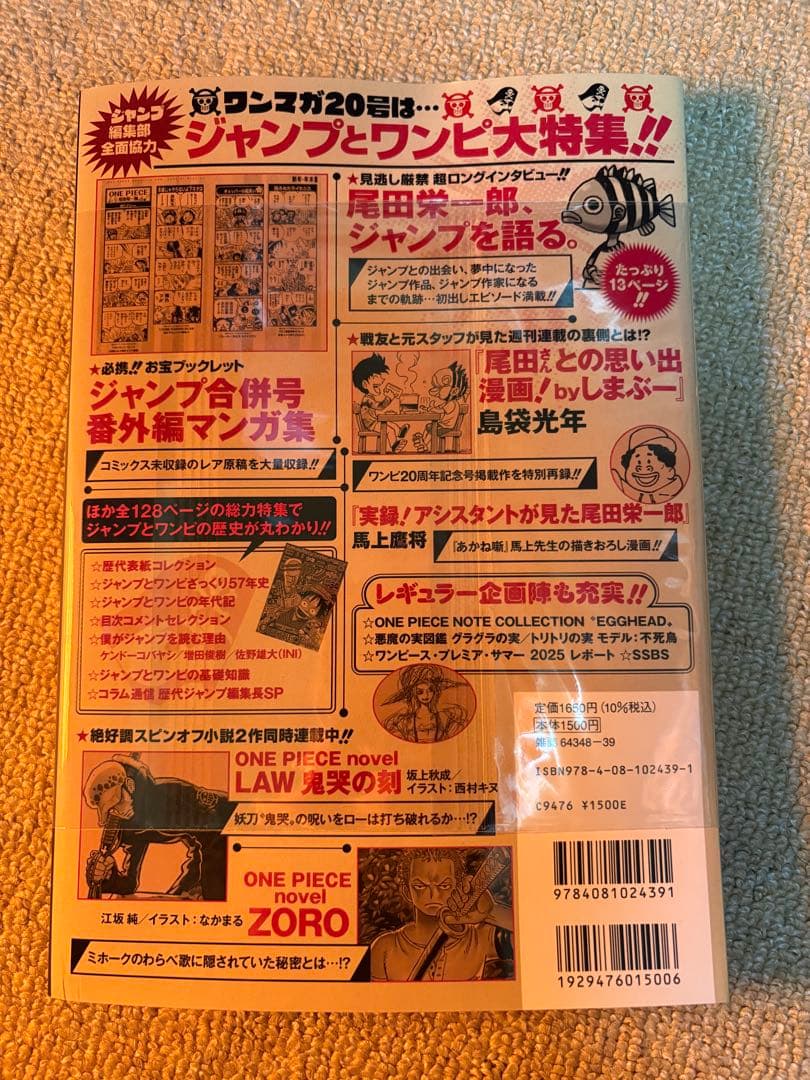 ジャンプ
編集部
全面協力
ワンマガ20号は…
ジャンプとワンピ大特集!!
ONE PIECE
★必携!! お宝ブックレット
ジャンプ合併号
番外編マンガ集
コミックス未収録のレア原稿を大量収録!!
★見逃し厳禁 超ロングインタビュー!!
尾田栄一郎、
ジャンプを語る。
ジャンプとの出会い、夢中になった
ジャンプ作品、ジャンプ作家になる
までの軌跡…初出しエピソード満載!!
たっぷり
13ページ
!!
★戦友と元スタッフが見た週刊連載の裏側とは!?
『尾田さんとの思い出
漫画!byしまぶー』
島袋光年
ワンピ20周年記念号掲載作を特別再録!!
『実録!アシスタントが見た尾田栄一郎』
馬上鷹将
『あかね噺』馬上先生の描きおろし漫画!!
ほか全128ページの総力特集で
ジャンプとワンピの歴史が丸わかり!!
☆歴代表紙コレクション
☆ジャンプとワンピざっくり57年史
☆ジャンプとワンピの年代記
☆目次コメントセレクション
☆僕がジャンプを読む理由
ケンドーコバヤシ/増田俊樹/佐野雄大(INI)
☆ジャンプとワンピの基礎知識
☆コラム通信 歴代ジャンプ編集長SP
レギュラー企画陣も充実!!
☆ONE PIECE NOTE COLLECTION “EGGHEAD”
☆悪魔の実図鑑 グラグラの実/トリトリの実 モデル:不死鳥
☆ワンピース・プレミア・サマー 2025 レポート ☆SSBS
★絶好調スピンオフ小説2作同時連載中!!
ONE PIECE novel
LAW 鬼哭の刻
坂上秋成/
イラスト:西村キヌ
妖刀“鬼哭”の呪いをローは打ち破れるか…!?
ONE PIECE
novel
ZORO
江坂 純/イラスト:なかまる
ミホークのわらべ歌に隠されていた秘密とは…!?
定価1650円(10%税込)
本体1500円
雑誌 64348-39
ISBN978-4-08-102439-1
C9476 ¥1500E
9784081024391
1929476015006